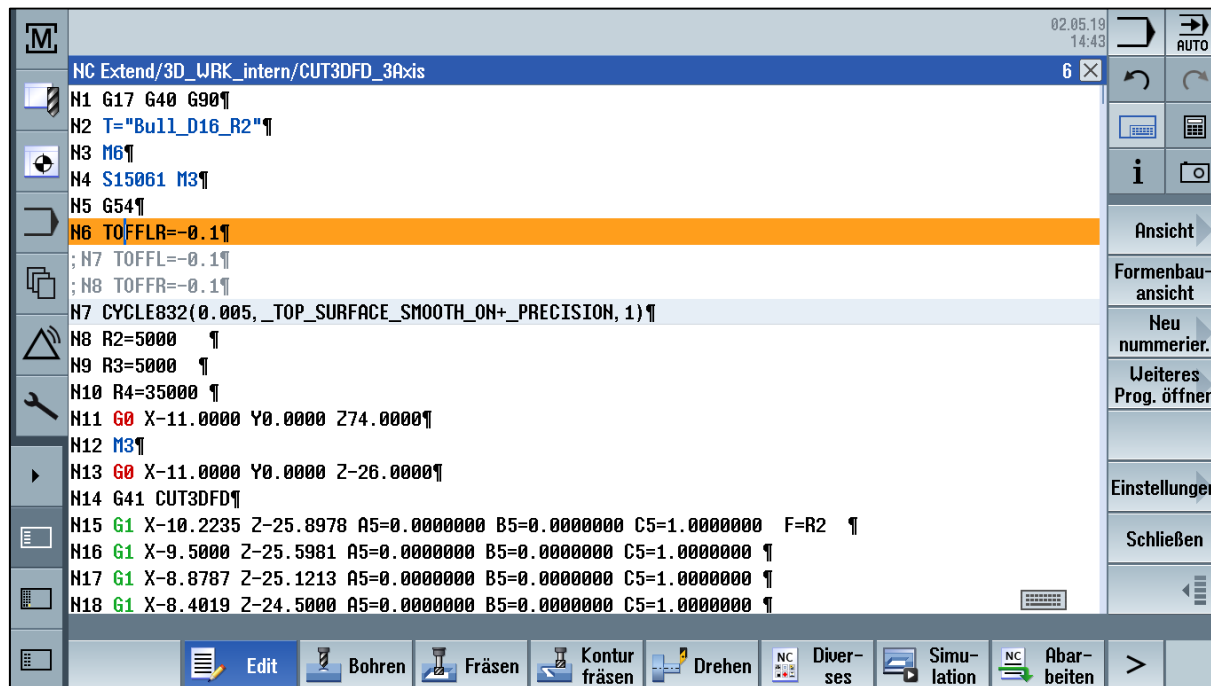 M
02.05.19
14:43
AUTO
NC Extend/3D_WRK_intern/CUT3DFD_3Axis 6
N1 G17 G40 G90¶
N2 T="Bull_D16_R2"¶
N3 M6¶
N4 S15061 M3¶
N5 G54¶
N6 TOFFLR=-0.1¶
;N7 TOFFL=-0.1¶
;N8 TOFFR=-0.1¶
N7 CYCLE832(0.005,_TOP_SURFACE_SMOOTH_ON+_PRECISION,1)¶
N8 R2=5000 ¶
N9 R3=5000 ¶
N10 R4=35000 ¶
N11 G0 X-11.0000 Y0.0000 Z74.0000¶
N12 M3¶
N13 G0 X-11.0000 Y0.0000 Z-26.0000¶
N14 G41 CUT3DFD¶
N15 G1 X-10.2235 Z-25.8978 A5=0.0000000 B5=0.0000000 C5=1.0000000 F=R2 ¶
N16 G1 X-9.5000 Z-25.5981 A5=0.0000000 B5=0.0000000 C5=1.0000000 ¶
N17 G1 X-8.8787 Z-25.1213 A5=0.0000000 B5=0.0000000 C5=1.0000000 ¶
N18 G1 X-8.4019 Z-24.5000 A5=0.0000000 B5=0.0000000 C5=1.0000000 ¶
i
Ansicht
Formenbau-
ansicht
Neu
nummerier.
Weiteres
Prog. öffnen
Einstellungen
Schließen
Edit
Bohren
Fräsen
Kontur
fräsen
Drehen
NC
Diver-
ses
Simu-
lation
NC
Abar-
beiten
>